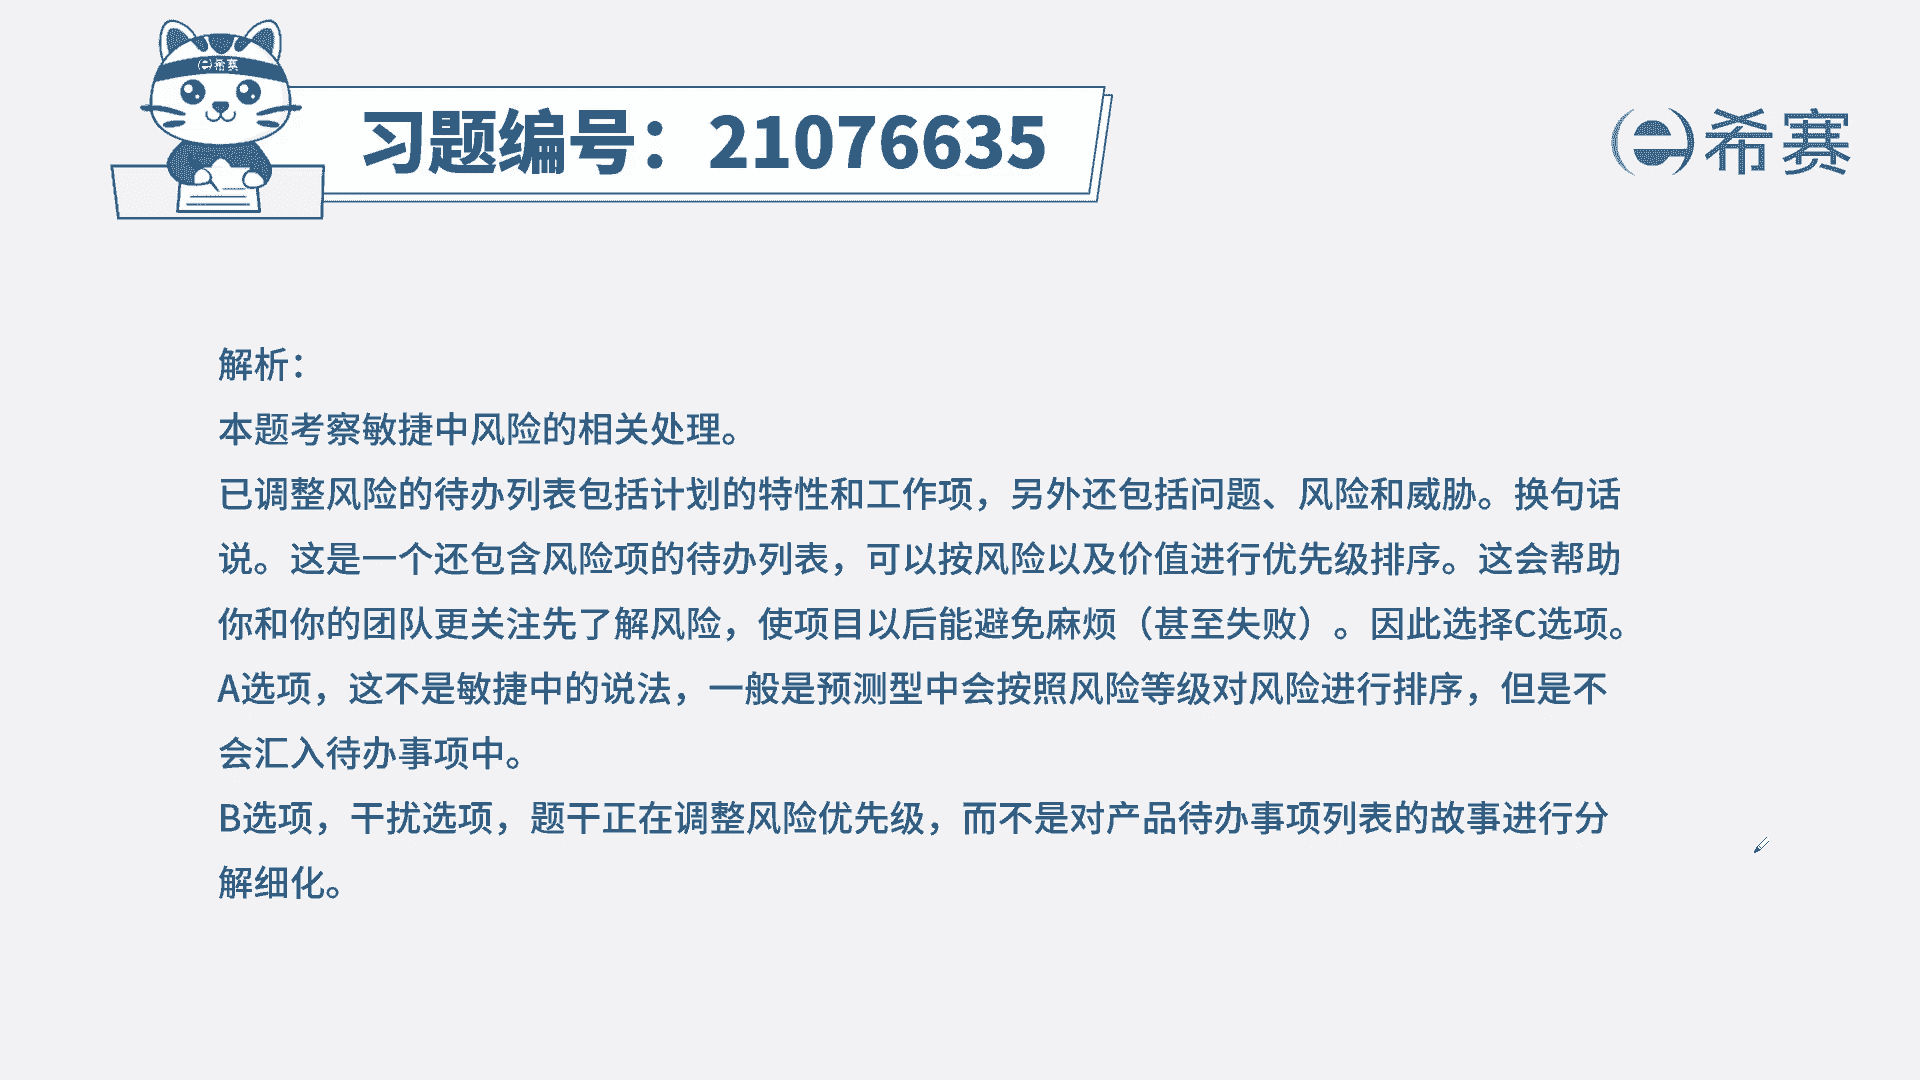 希赛
习题编号：21076635
希赛
解析：
本题考察敏捷中风险的相关处理。
已调整风险的待办列表包括计划的特性和工作项，另外还包括问题、风险和威胁。换句话
说。这是一个还包含风险项的待办列表，可以按风险以及价值进行优先级排序。这会帮助
你和你的团队更关注先了解风险，使项目以后能避免麻烦（甚至失败）。因此选择C选项。
A选项，这不是敏捷中的说法，一般是预测型中会按照风险等级对风险进行排序，但是不
会汇入待办事项中。
B选项，干扰选项，题干正在调整风险优先级，而不是对产品待办事项列表的故事进行分
解细化。